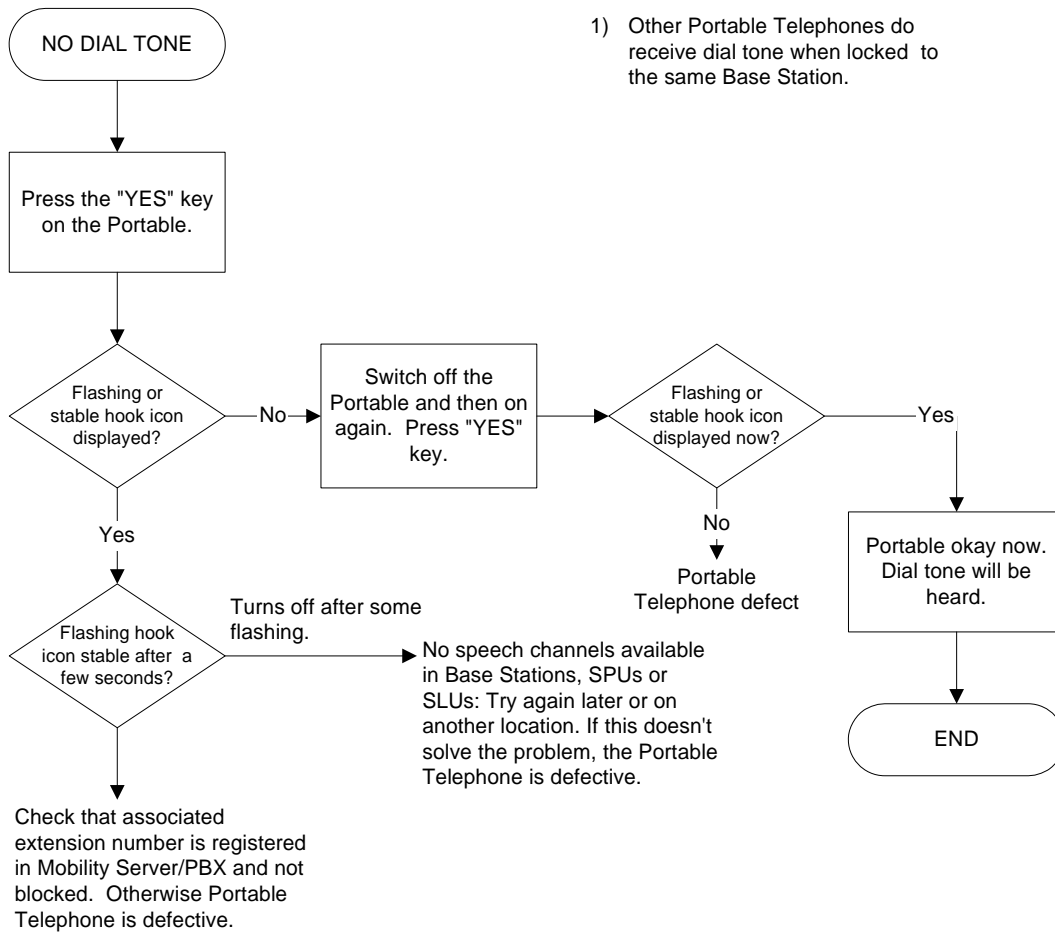 NO DIAL TONE
1) Other Portable Telephones do
receive dial tone when locked to
the same Base Station.
Press the "YES" key
on the Portable.
Flashing or
stable hook icon
displayed?
No
Switch off the
Portable and then on
again. Press "YES"
key.
Flashing or
stable hook icon
displayed now?
Yes
No
Portable
Telephone defect
Portable okay now.
Dial tone will be
heard.
END
Yes
Flashing hook
icon stable after a
few seconds?
Turns off after some
flashing.
No speech channels available
in Base Stations, SPUs or
SLUs: Try again later or on
another location. If this doesn't
solve the problem, the Portable
Telephone is defective.
Check that associated
extension number is registered
in Mobility Server/PBX and not
blocked. Otherwise Portable
Telephone is defective.